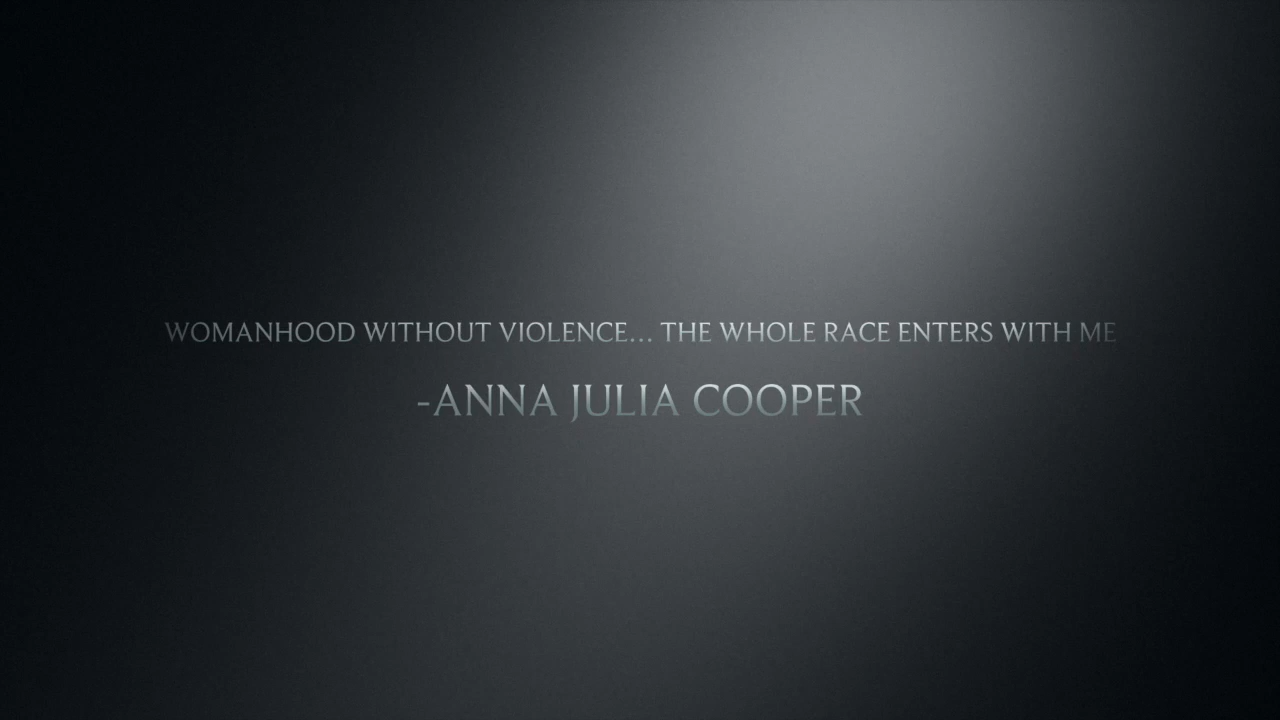 WOMANHOOD WITHOUT VIOLENCE... THE WHOLE RACE ENTERS WITH ME
-ANNA JULIA COOPER